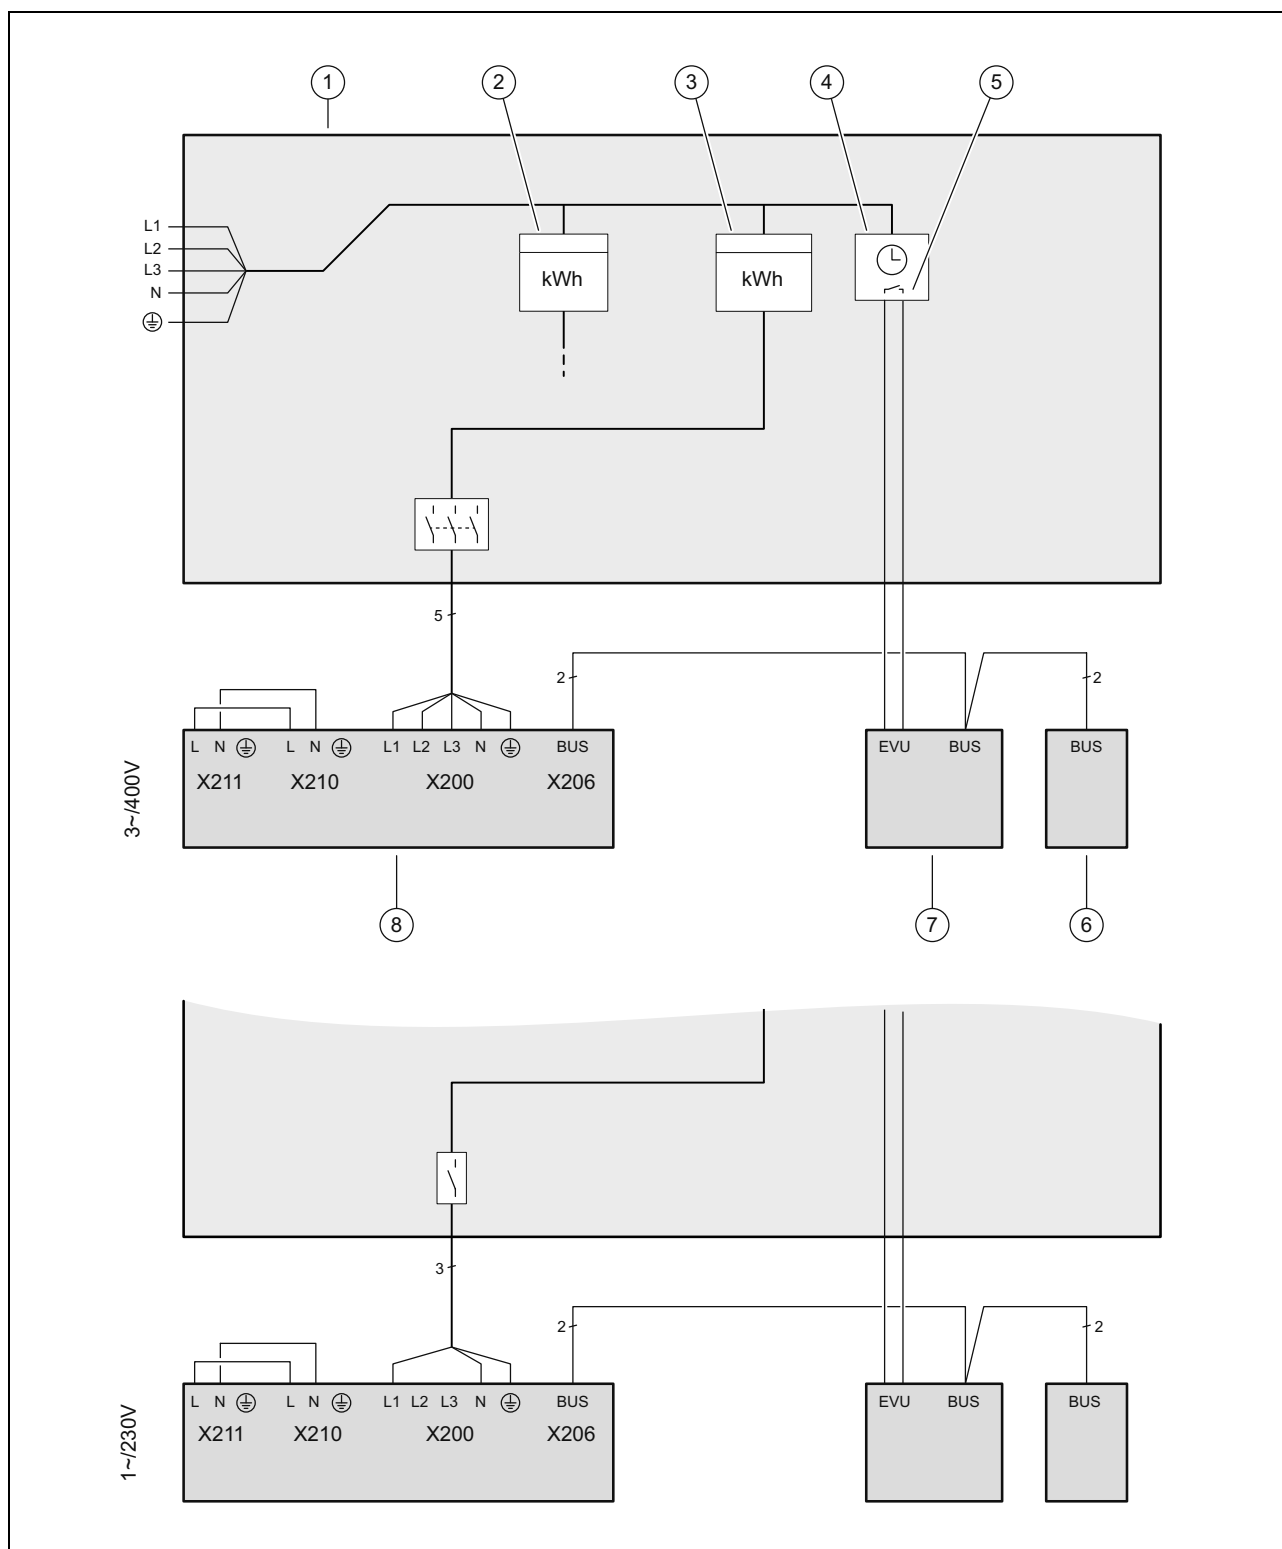 1 2 3 4 5
L1
L2
L3
N
kWh kWh
5
2 2
L N L N L1 L2 L3 N BUS EVU BUS BUS
X211 X210 X200 X206
3~/400V
8 7 6
3
2 2
L N L N L1 L2 L3 N BUS EVU BUS BUS
X211 X210 X200 X206
1~/230V